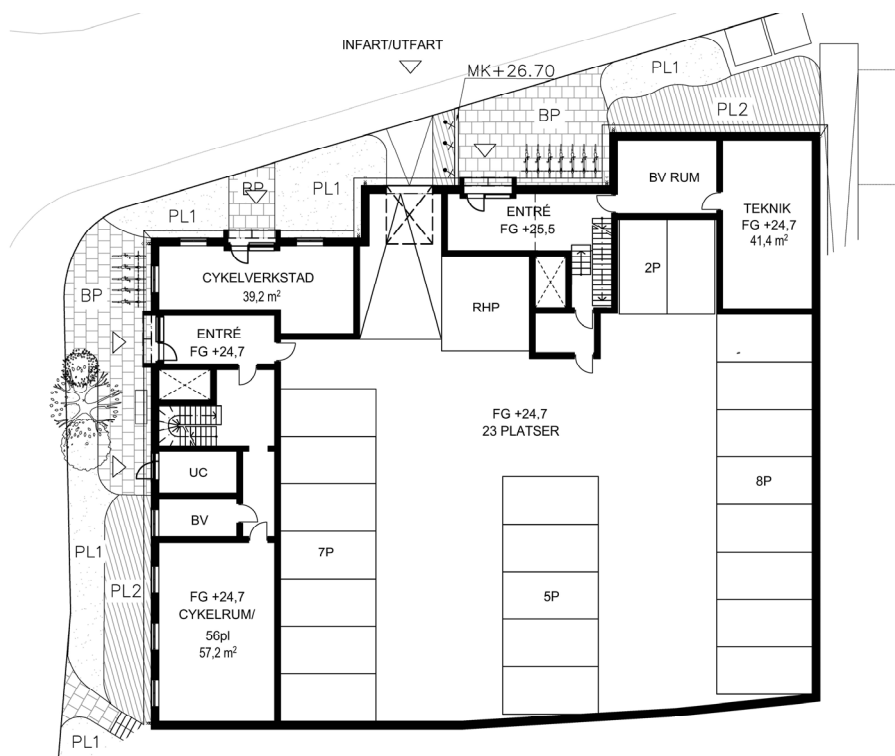 INFART/UTFART
MK+26.70
PL1
BP
PL2
BP
PL1
PL1
ENTRÉ
FG +25,5
BV RUM
TEKNIK
FG +24.7
41,4 m²
CYKELVERKSTAD
39,2 m²
BP
2P
RHP
ENTRÉ
FG +24,7
FG +24.7
23 PLATSER
UC
8P
BV
7P
PL1
PL2
5P
FG +24,7
CYKELRUM/
56pl
57,2 m²
PL1